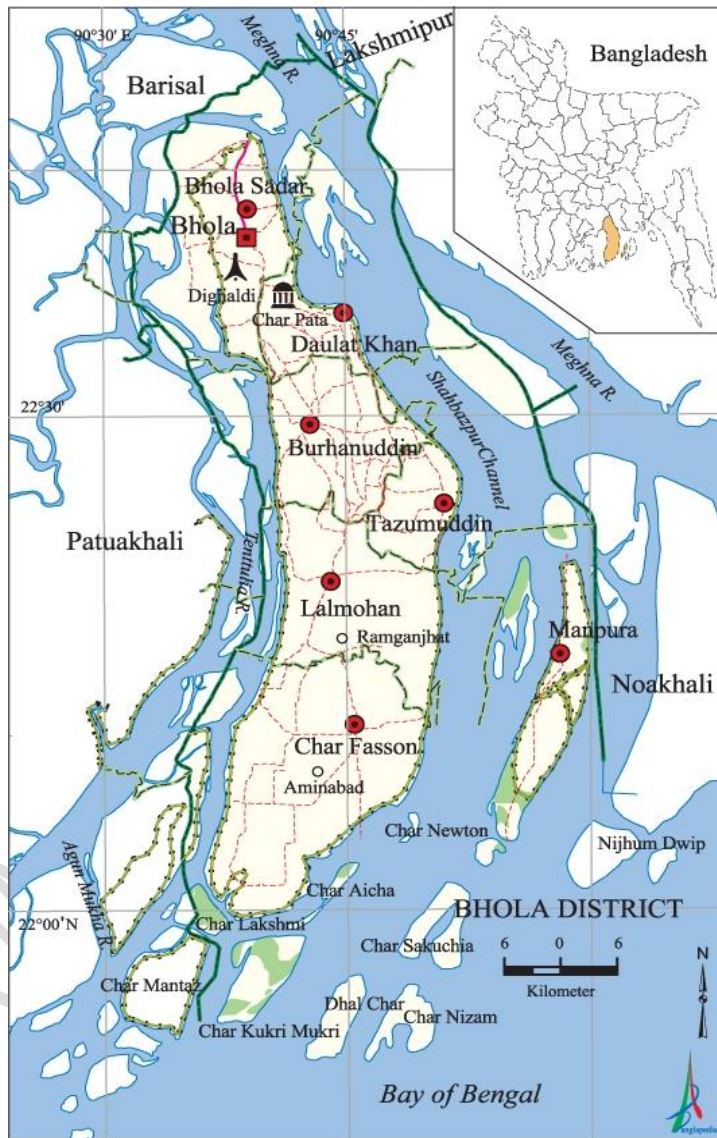 90°30' E
90°45'
Meghna R.
Lakshmipur
Barisal
Bangladesh
Bhola Sadar
Bhola
Dighaldi
Char Pata
Daulat Khan
Meghna R.
22°30'
Shahbazpur Channel
Burhanuddin
Tazumuddin
Patuakhali
Tentulia R.
Lalmohan
Ramganjhat
Manpura
Noakhali
Char Fasson
Aminabad
Char Newton
Nijhum Dwip
Agun Mukha R.
Char Aicha
22°00'N
Char Lakshmi
BHOLA DISTRICT
Char Sakuchia
6 0 6
Kilometer
N
Char Mantaz
Dhal Char
Char Nizam
Char Kukri Mukri
Bay of Bengal